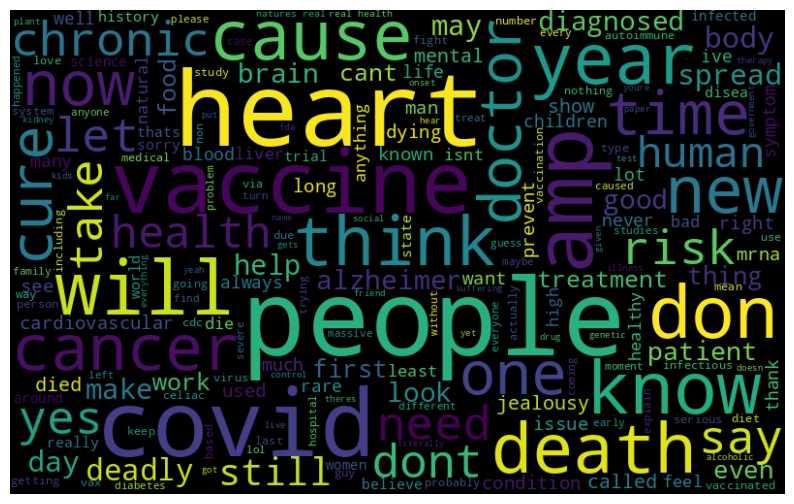 plant
well
history
natures real
real health
please
number
every
autoimmune
infected
happened
love
chronic
cause
may
diagnosed
body
science
case
fight
mental
doctor
year
ive
youre
therapy
now
natural
food
brain
cant
life
study
onset
spread
nothing
system
anyone
heart
man
treat
show
disea
kidney
put
non
fda
hear
dying
children
time
paper
government
cure
let
thats
sorry
blood
liver
trial
known
isnt
anything
amp
human
symptom
many
medical
via
vaccine
long
prevent
vaccination
type
test
lot
new
kids
far
problem
turn
caused
good
never
bad
right
take
including
health
name
social
state
think
guess
studies
use
family
due
gets
given
risk
mrna
see
way
world
everything
yeah
help
alzheimer
want
treatment
thing
person
going
find
always
will
trying
maybe
illness
cardiovascular
cdc
die
friend
people
without
suffering
actually
high
drug
healthy
mean
don
cancer
severe
much
massive
yet
everyone
genetic
first
least
one
patient
died
left
control
coming
moment
doesn
make
work
used
virus
celiac
rare
look
jealousy
infectious
know
thank
around
theres
different
issue
early
serious
diet
yes
covid
hospital
need
explain
really
keep
live
women
death
say
day
based
last
literally
alcoholic
deadly
lol
still
guy
dont
called
feel
even
getting
vax
diabetes
got
believe
probably
condition
vaccinated